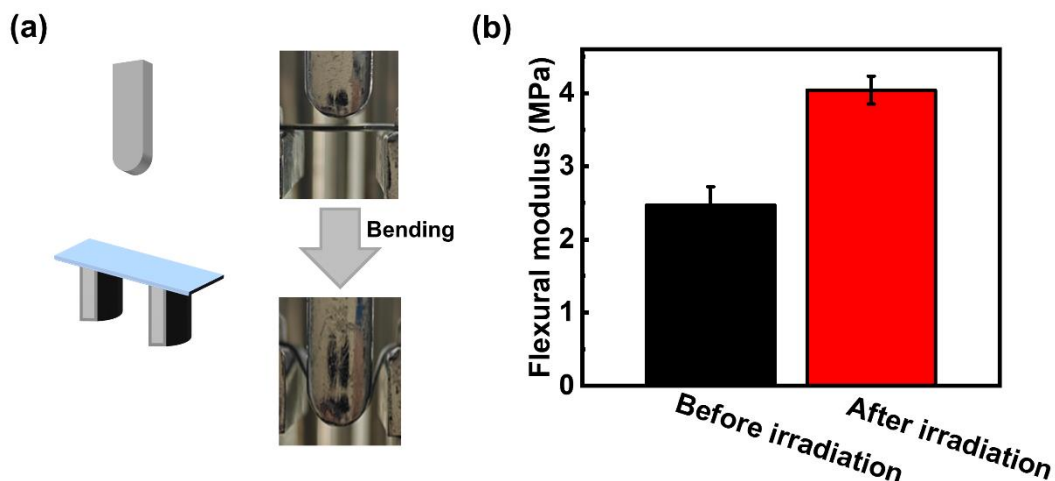 (a)
Bending
(b)
Flexural modulus (MPa)
4
3
2
1
0
Before irradiation
After irradiation